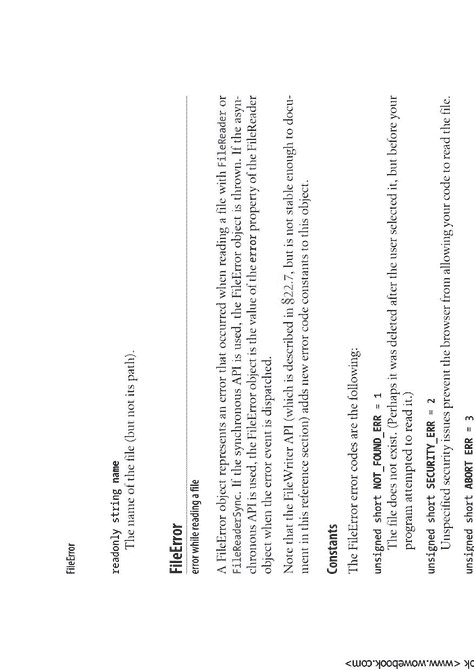 FileError
readonly string name
The name of the file (but not its path).
FileError
error while reading a file
A FileError object represents an error that occurred when reading a file with FileReader or
FileReaderSync. If the synchronous API is used, the FileError object is thrown. If the asyn-
chronous API is used, the FileError object is the value of the error property of the FileReader
object when the error event is dispatched.
Note that the FileWriter API (which is described in §22.7, but is not stable enough to docu-
ment in this reference section) adds new error code constants to this object.
Constants
The FileError error codes are the following:
unsigned short NOT_FOUND_ERR = 1
The file does not exist. (Perhaps it was deleted after the user selected it, but before your
program attempted to read it.)
unsigned short SECURITY_ERR = 2
Unspecified security issues prevent the browser from allowing your code to read the file.
unsigned short ABORT_ERR = 3
ok <www.wowebook.com>